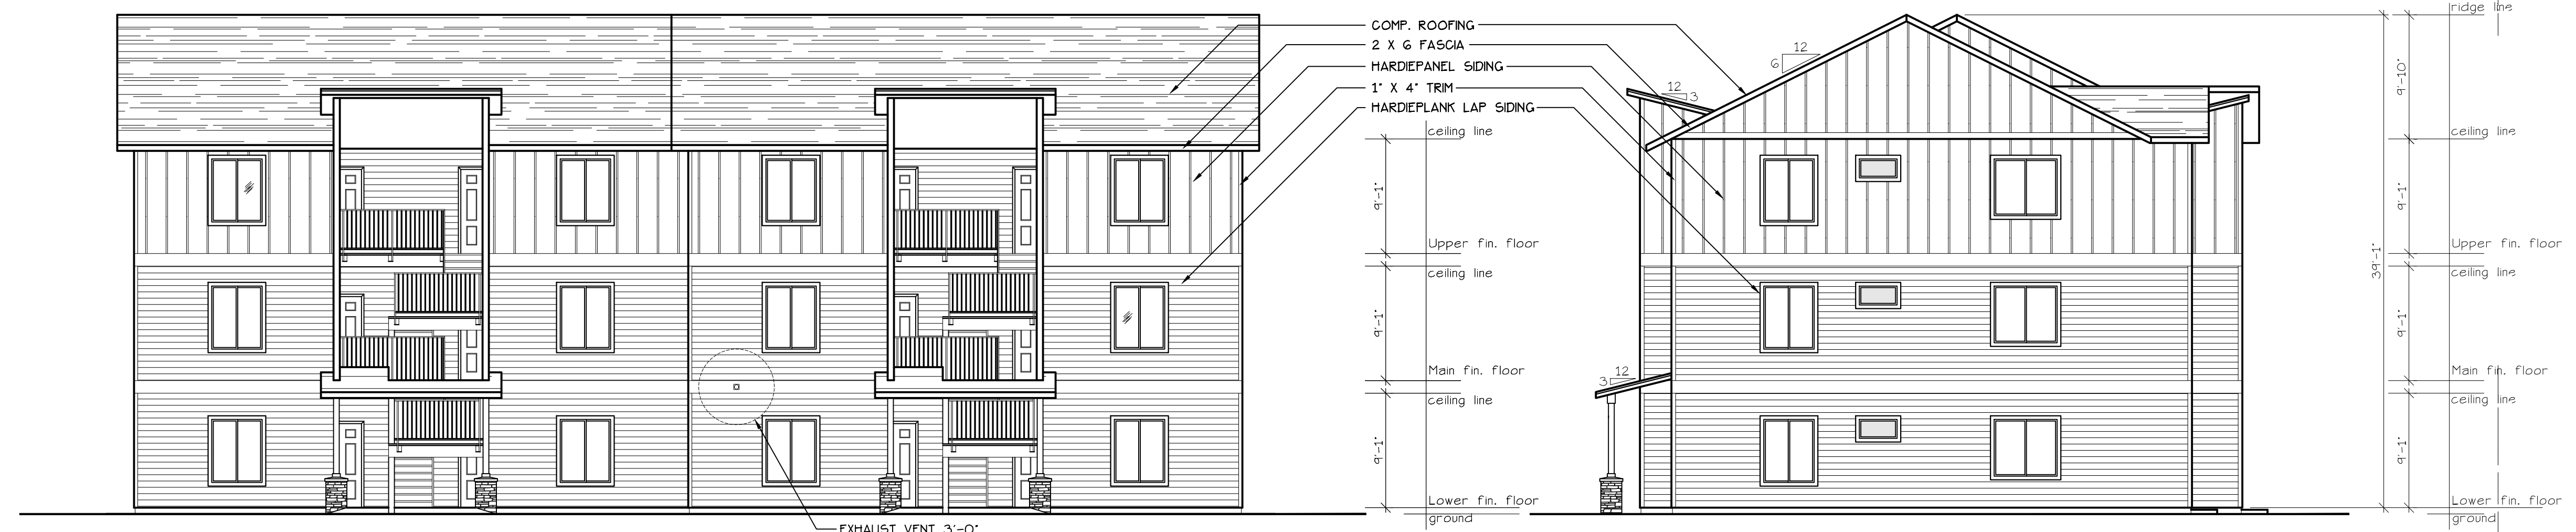 COMP. ROOFING
2 X 6 FASCIA
HARDIEPANEL SIDING
1" X 4" TRIM
HARDIEPLANK LAP SIDING
ceiling line
9'-1"
Upper fin. floor
ceiling line
9'-1"
Main fin. floor
ceiling line
9'-1"
Lower fin. floor
ground
EXHAUST VENT 3'-0"
12
6
12
3
12
3
39'-1"
ridge line
9'-10"
ceiling line
9'-1"
Upper fin. floor
ceiling line
9'-1"
Main fin. floor
ceiling line
9'-1"
Lower fin. floor
ground